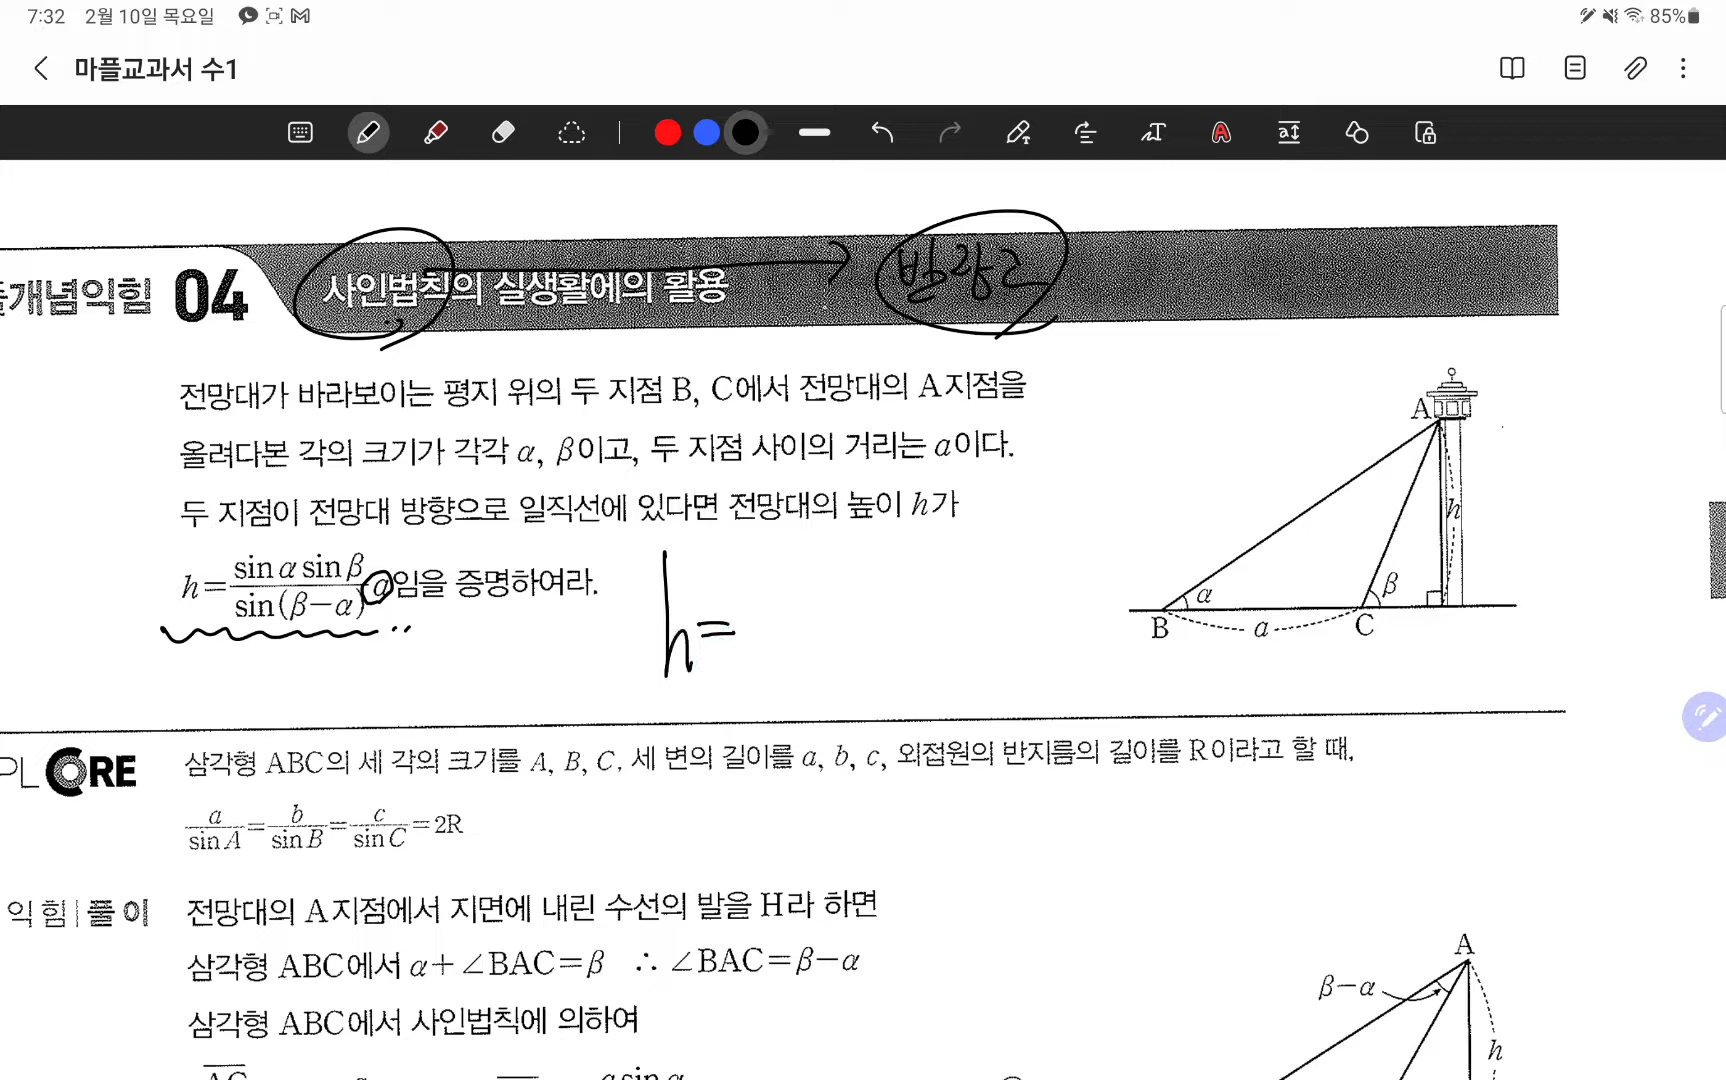 7:32 2월 10일 목요일
85%
마플교과서 수1
개념익힘 04 사인법칙의 실생활에의 활용
전망대가 바라보이는 평지 위의 두 지점 B, C에서 전망대의 A지점을
올려다본 각의 크기가 각각 α, β이고, 두 지점 사이의 거리는 a이다.
두 지점이 전망대 방향으로 일직선에 있다면 전망대의 높이 h가
h= sin α sin β / sin(β-α) a임을 증명하여라.
h=
A
h
α
β
B
a
C
PL CORE
삼각형 ABC의 세 각의 크기를 A, B, C, 세 변의 길이를 a, b, c, 외접원의 반지름의 길이를 R이라고 할 때,
a/sin A = b/sin B = c/sin C = 2R
익힘|풀이
전망대의 A지점에서 지면에 내린 수선의 발을 H라 하면
삼각형 ABC에서 α+∠BAC=β ∴ ∠BAC=β-α
삼각형 ABC에서 사인법칙에 의하여
A
β-α
h